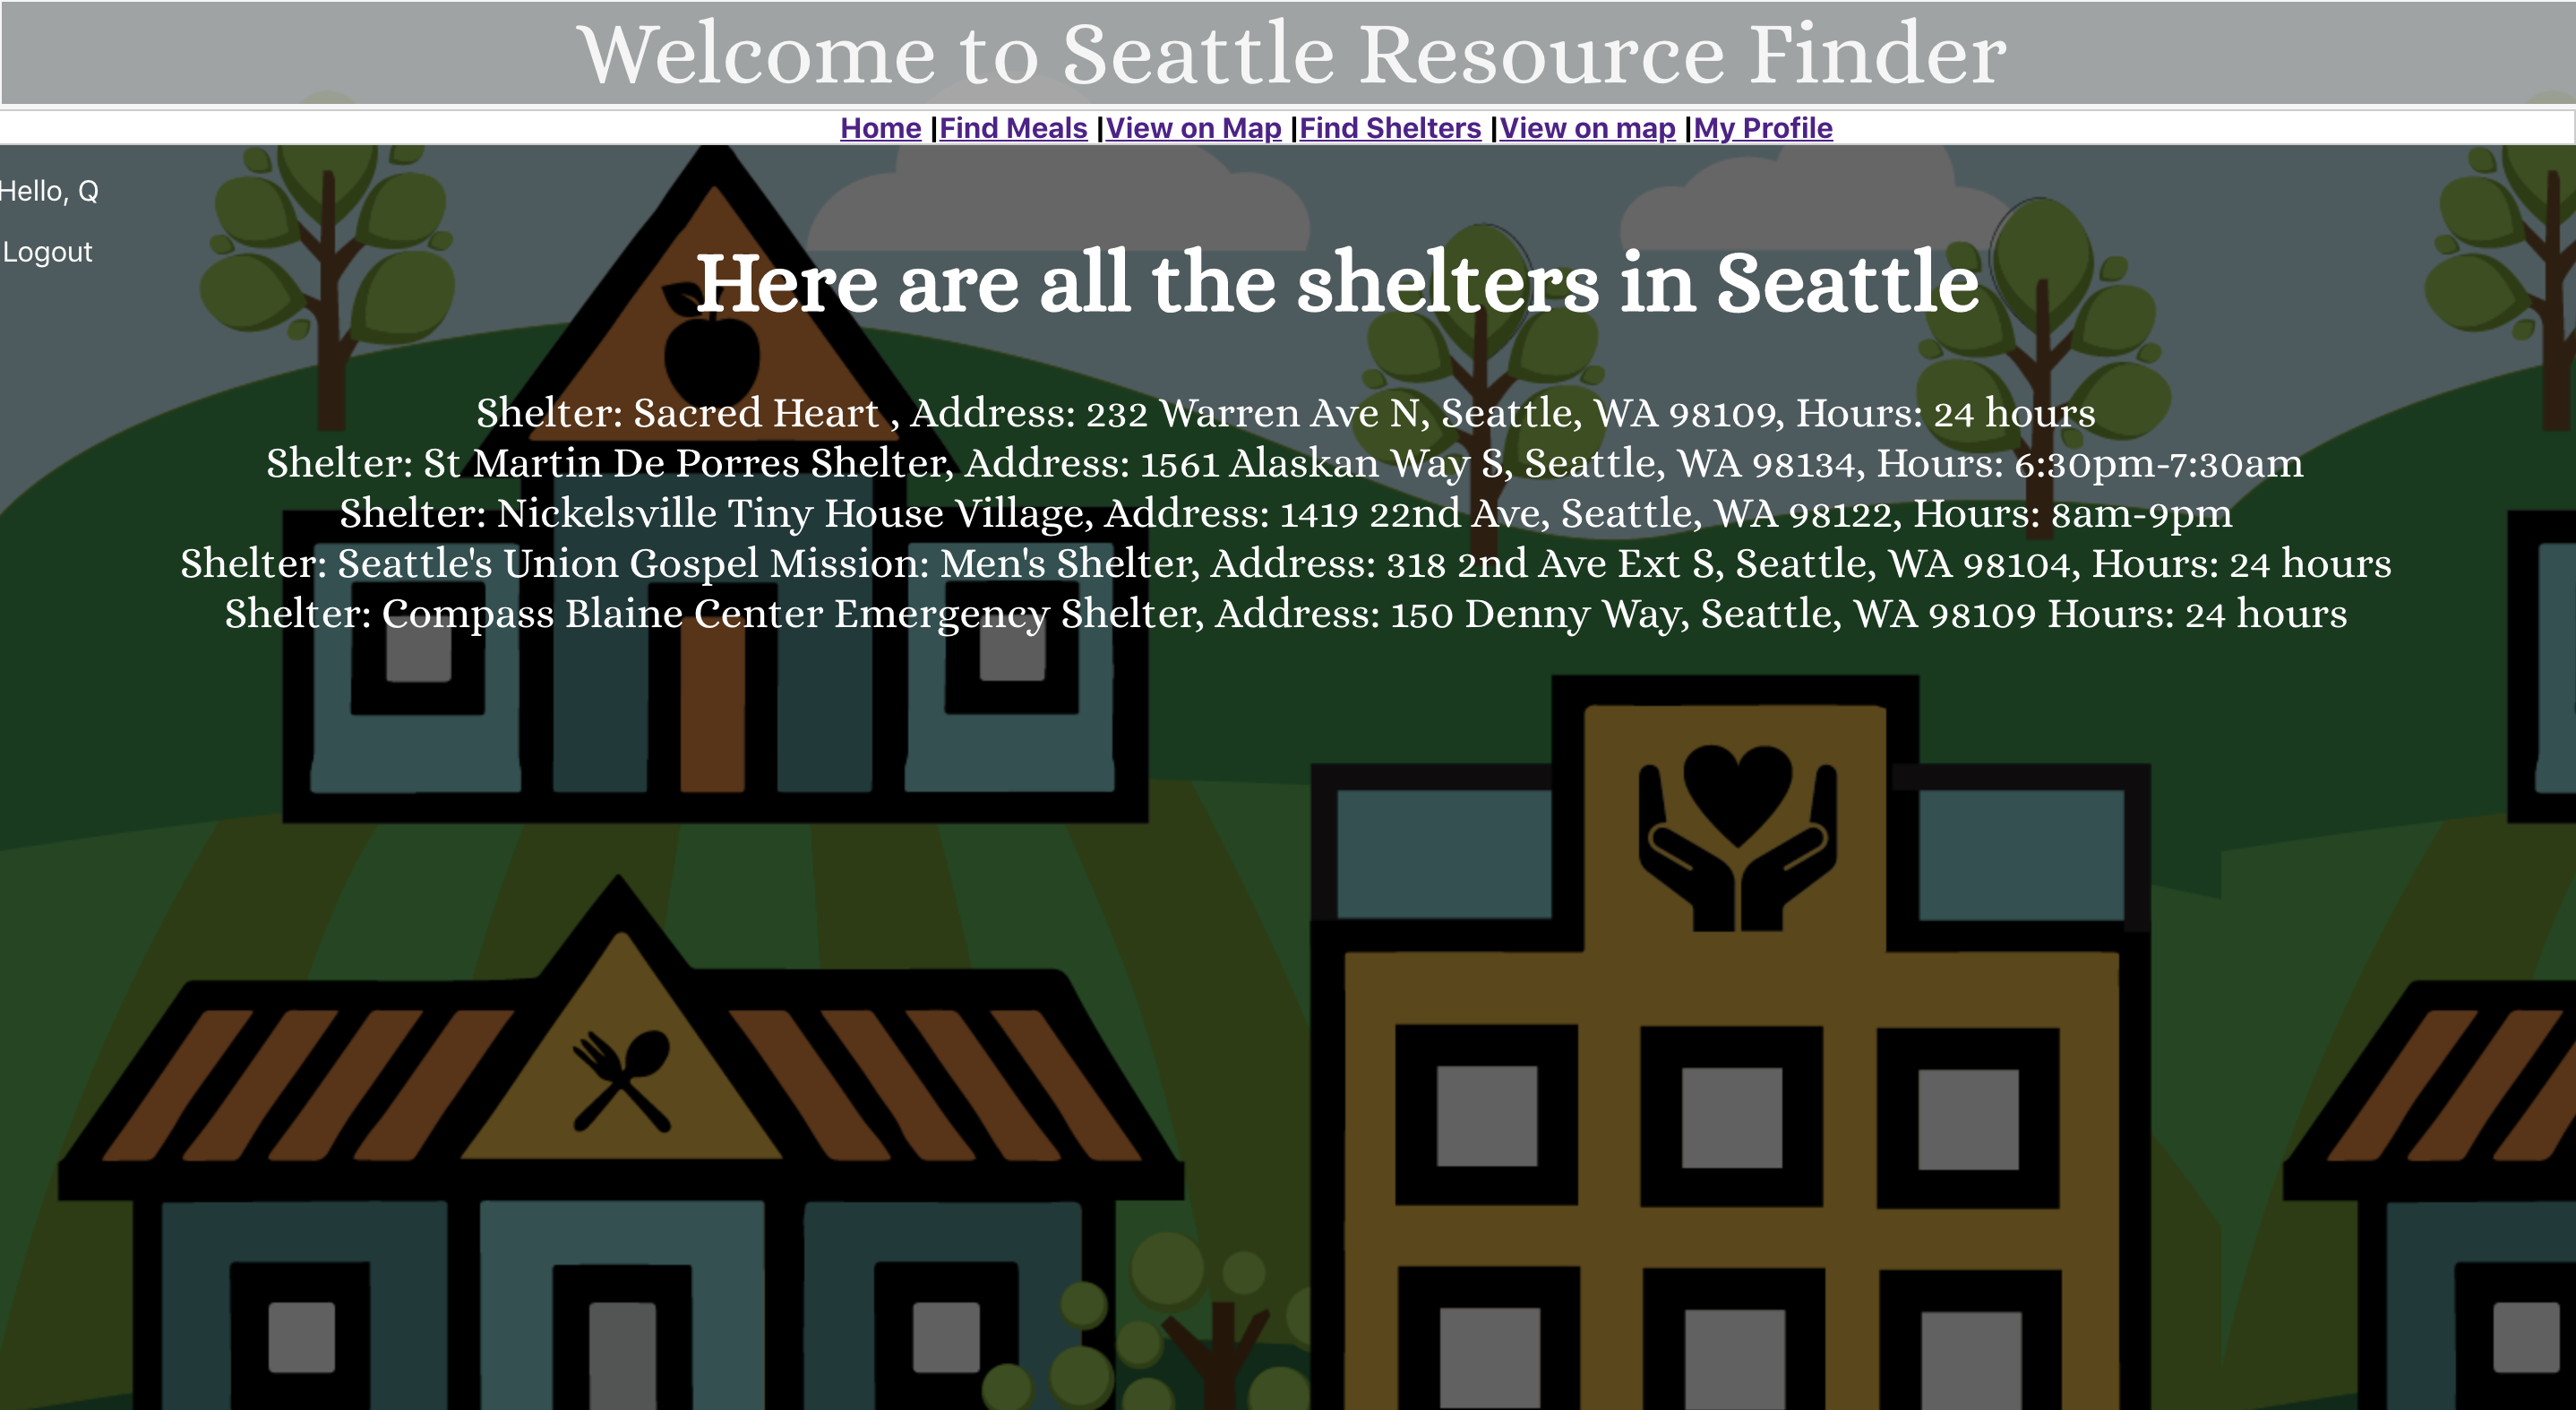 Welcome to Seattle Resource Finder
Home |Find Meals |View on Map |Find Shelters |View on map |My Profile
Hello, Q
Logout
Here are all the shelters in Seattle
Shelter: Sacred Heart , Address: 232 Warren Ave N, Seattle, WA 98109, Hours: 24 hours
Shelter: St Martin De Porres Shelter, Address: 1561 Alaskan Way S, Seattle, WA 98134, Hours: 6:30pm-7:30am
Shelter: Nickelsville Tiny House Village, Address: 1419 22nd Ave, Seattle, WA 98122, Hours: 8am-9pm
Shelter: Seattle's Union Gospel Mission: Men's Shelter, Address: 318 2nd Ave Ext S, Seattle, WA 98104, Hours: 24 hours
Shelter: Compass Blaine Center Emergency Shelter, Address: 150 Denny Way, Seattle, WA 98109 Hours: 24 hours